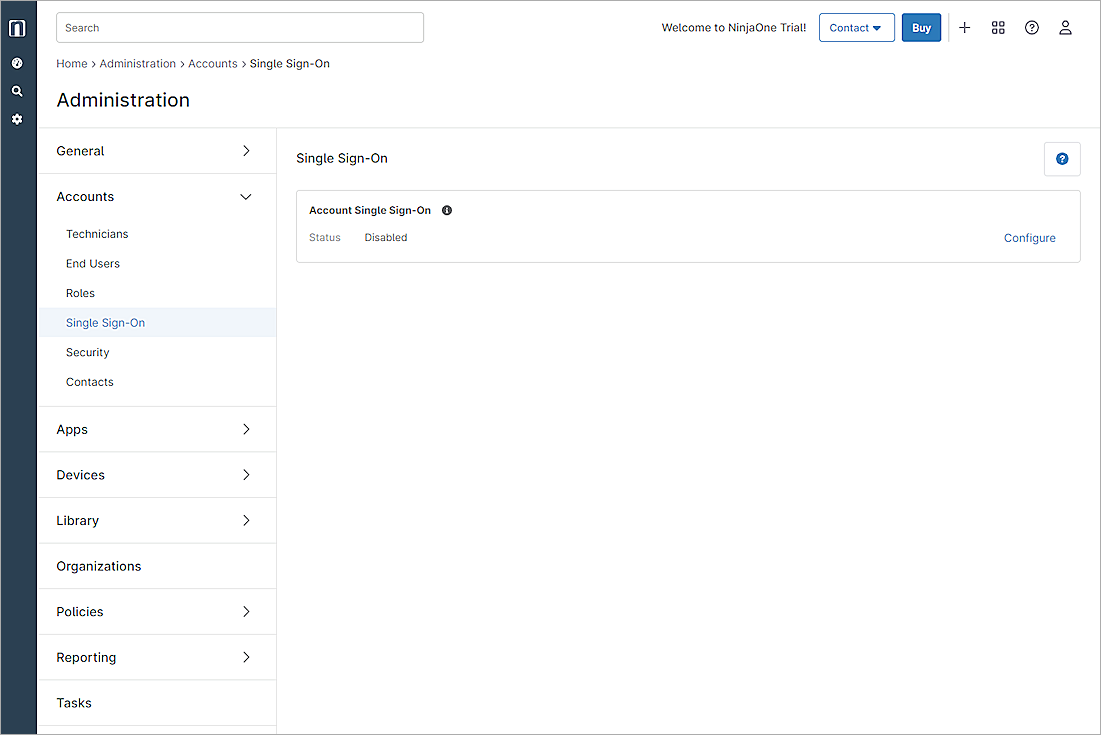 Search
Welcome to NinjaOne Trial!
Contact
Buy
Home › Administration › Accounts › Single Sign-On
Administration
General
Accounts
Technicians
End Users
Roles
Single Sign-On
Security
Contacts
Apps
Devices
Library
Organizations
Policies
Reporting
Tasks
Single Sign-On
Account Single Sign-On
Status Disabled
Configure